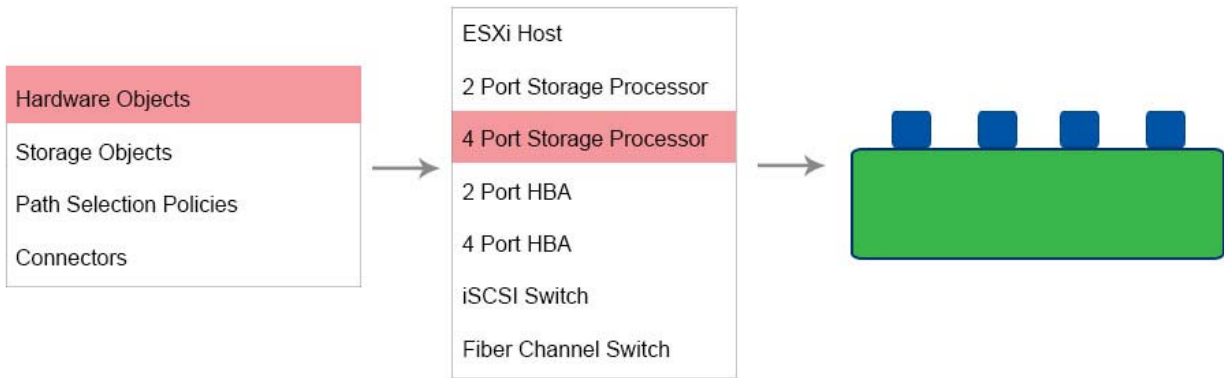 Hardware Objects
Storage Objects
Path Selection Policies
Connectors
ESXi Host
2 Port Storage Processor
4 Port Storage Processor
2 Port HBA
4 Port HBA
iSCSI Switch
Fiber Channel Switch